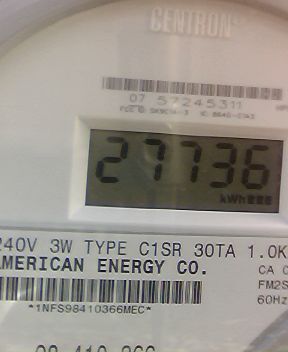 CENTRON
07 57245311
27736
kWh
240V 3W TYPE C1SR 30TA 1.0K
AMERICAN ENERGY CO.
CA
FM2S
60Hz
*1NFS98410366MEC*